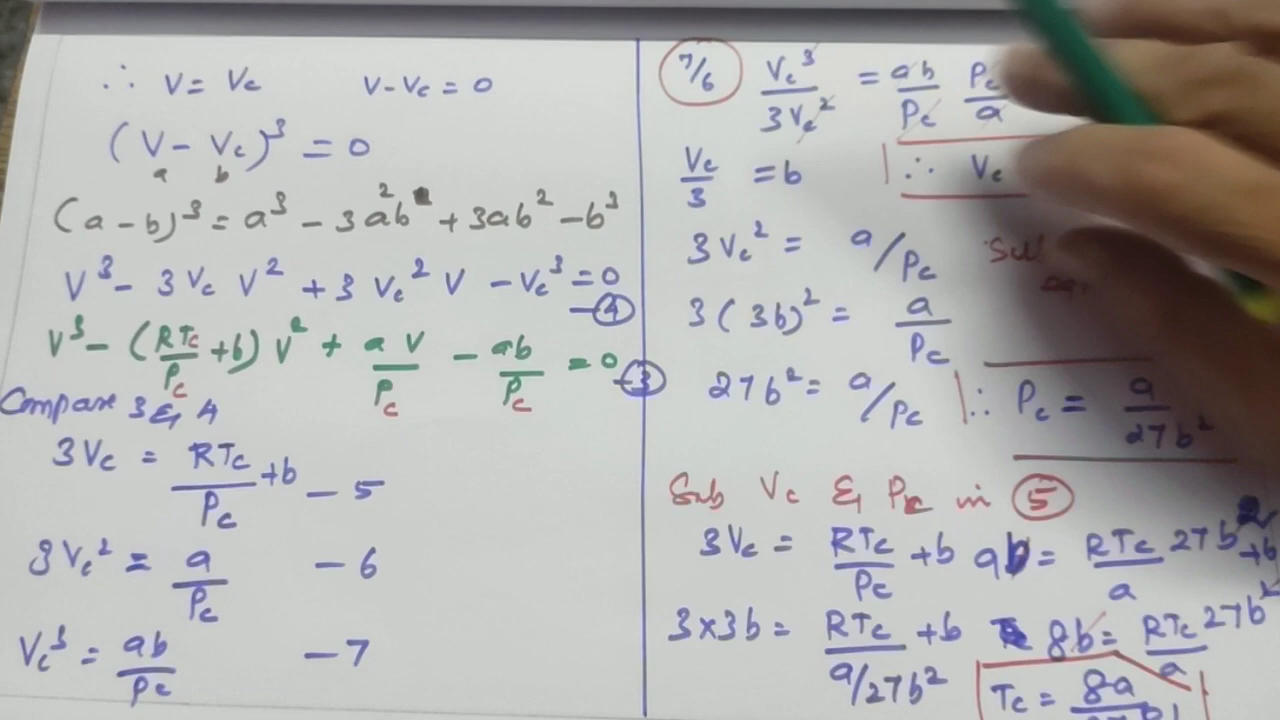 ∴ V = Vc    V - Vc = 0
(V - Vc)³ = 0
a b
(a - b)³ = a³ - 3a²b + 3ab² - b³
V³ - 3 Vc V² + 3 Vc² V - Vc³ = 0
- ④
V³ - (RTc/Pc + b) V² + a V/Pc - ab/Pc = 0
- ③
Compare 3 & 4
3Vc = RTc/Pc + b - 5
3Vc² = a/Pc - 6
Vc³ = ab/Pc - 7
7/6 Vc³/3Vc² = ab/Pc Pc/a
Vc/3 = b    ∴ Vc
3Vc² = a/Pc
3(3b)² = a/Pc
27b² = a/Pc    ∴ Pc = a/27b²
Sub Vc & Pc in ⑤
3Vc = RTc/Pc + b    9b = RTc 27b²/a + b
3×3b = RTc/a/27b² + b    8b = RTc 27b²/a
Tc = 8a